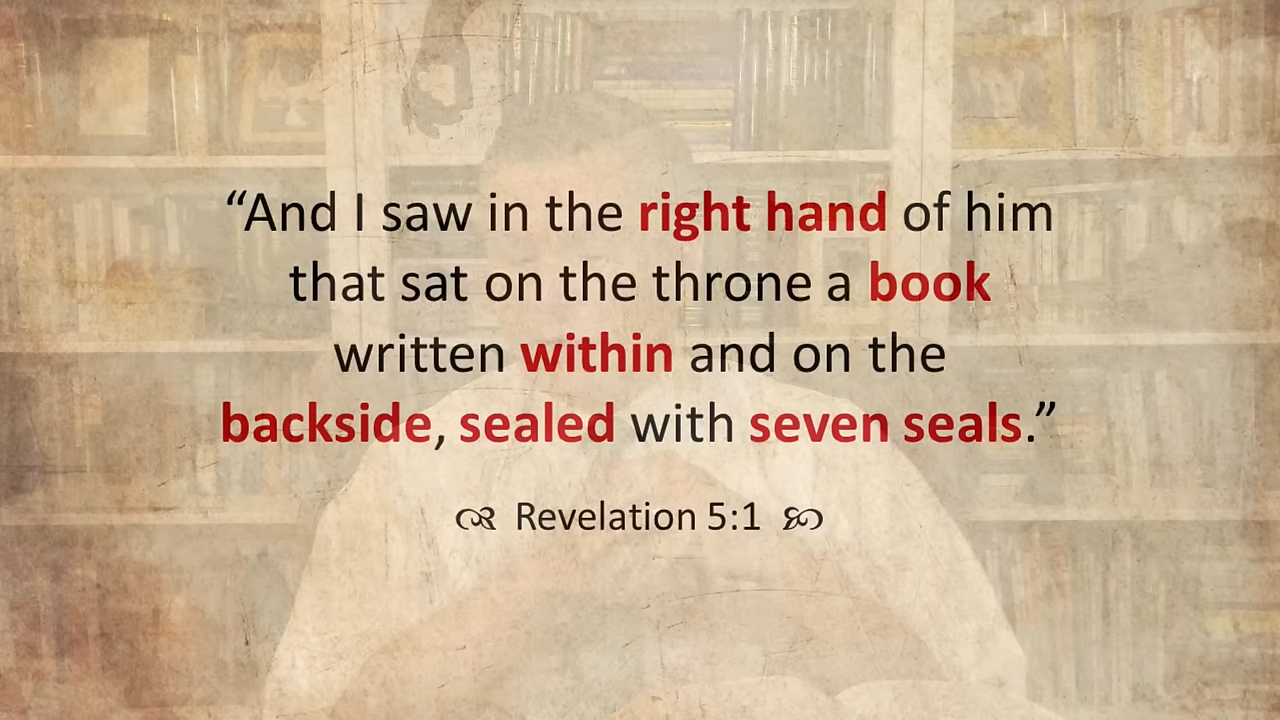 “And I saw in the right hand of him
that sat on the throne a book
written within and on the
backside, sealed with seven seals.”
Revelation 5:1